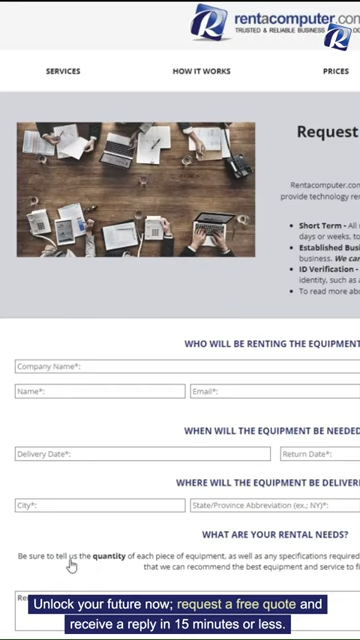 rentacomputer.com
TRUSTED & RELIABLE BUSINESS
SERVICES
HOW IT WORKS
PRICES
Request
Rentacomputer.com
provide technology ren
Short Term - All
days or weeks, to
Established Busi
business. We can
ID Verification -
identity, such as a
To read more abo
WHO WILL BE RENTING THE EQUIPMENT
Company Name*:
Name*:
Email*:
WHEN WILL THE EQUIPMENT BE NEEDED
Delivery Date*:
Return Date*:
WHERE WILL THE EQUIPMENT BE DELIVER
City*:
State/Province Abbreviation (ex.; NY)*:
WHAT ARE YOUR RENTAL NEEDS?
Be sure to tell us the quantity of each piece of equipment, as well as any specifications required
that we can recommend the best equipment and service to fi
Unlock your future now; request a free quote and
receive a reply in 15 minutes or less.